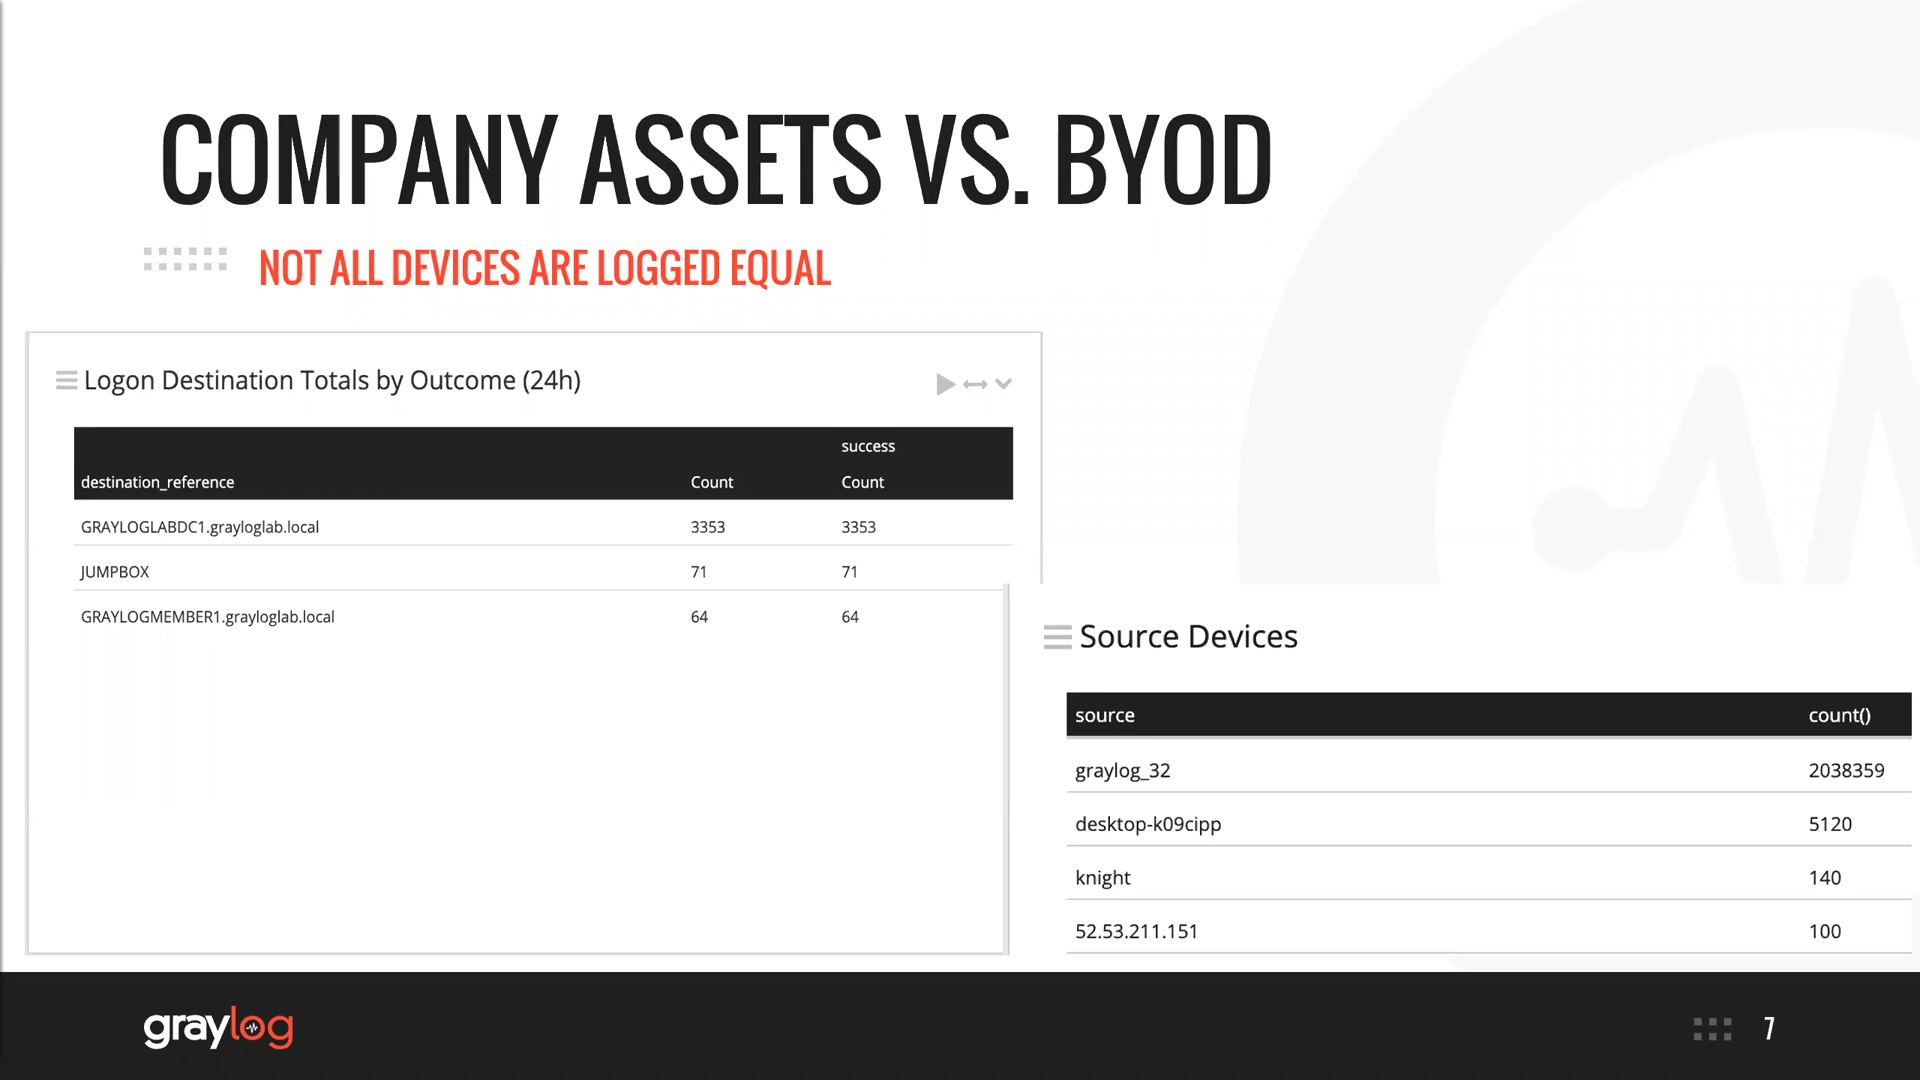 COMPANY ASSETS VS. BYOD
NOT ALL DEVICES ARE LOGGED EQUAL
Logon Destination Totals by Outcome (24h)
success
destination_reference Count Count
GRAYLOGLABDC1.grayloglab.local 3353 3353
JUMPBOX 71 71
GRAYLOGMEMBER1.grayloglab.local 64 64
Source Devices
source count()
graylog_32 2038359
desktop-k09cipp 5120
knight 140
52.53.211.151 100
graylog
7